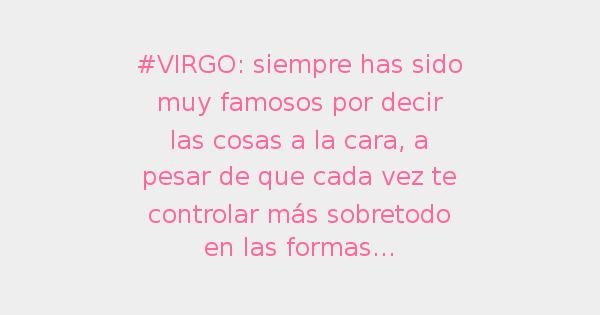 #VIRGO: siempre has sido
muy famosos por decir
las cosas a la cara, a
pesar de que cada vez te
controlar más sobretodo
en las formas...